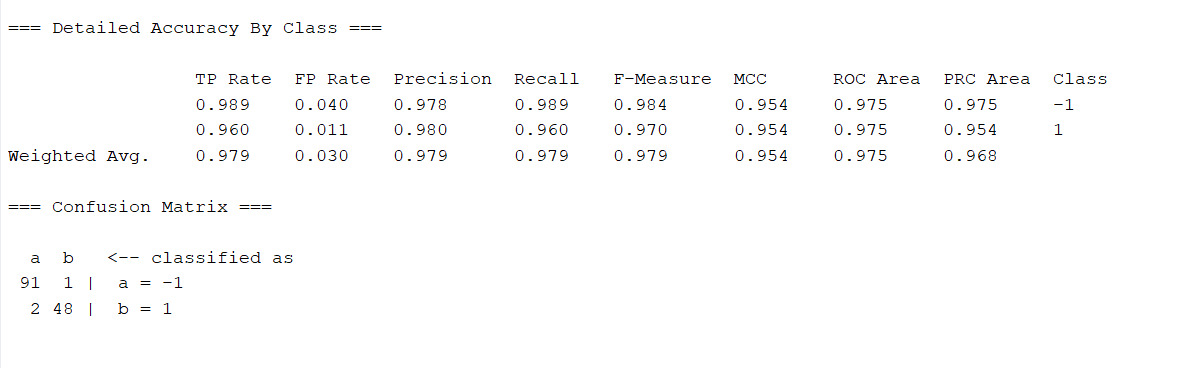 === Detailed Accuracy By Class ===
TP Rate FP Rate Precision Recall F-Measure MCC ROC Area PRC Area Class
0.989 0.040 0.978 0.989 0.984 0.954 0.975 0.975 -1
0.960 0.011 0.980 0.960 0.970 0.954 0.975 0.954 1
Weighted Avg. 0.979 0.030 0.979 0.979 0.979 0.954 0.975 0.968
=== Confusion Matrix ===
a b <-- classified as
91 1 | a = -1
2 48 | b = 1